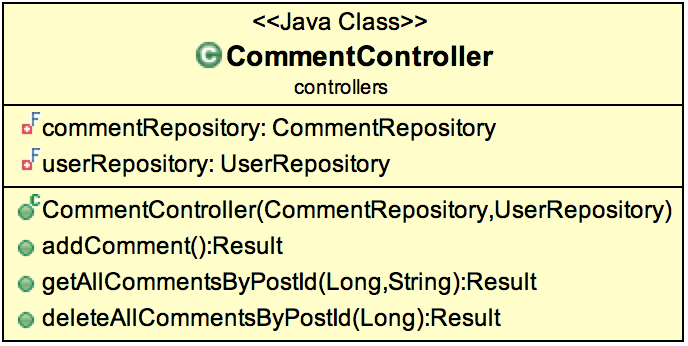 <<Java Class>>
C CommentController
controllers
F commentRepository: CommentRepository
F userRepository: UserRepository
C CommentController(CommentRepository,UserRepository)
addComment():Result
getAllCommentsByPostId(Long,String):Result
deleteAllCommentsByPostId(Long):Result